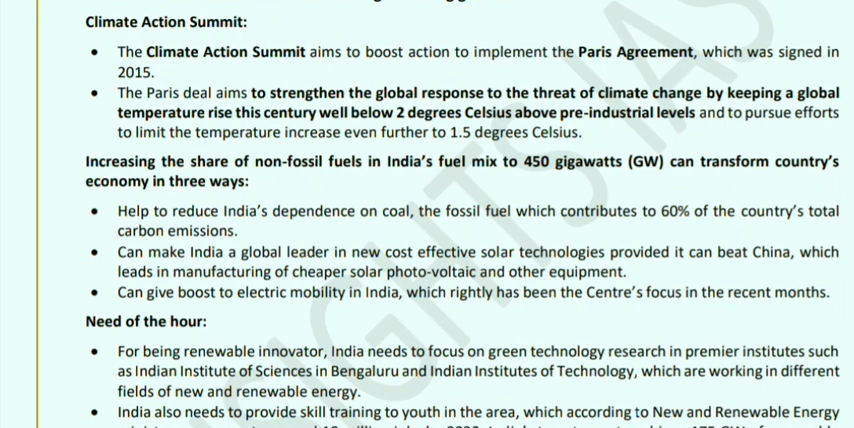 Climate Action Summit:
• The Climate Action Summit aims to boost action to implement the Paris Agreement, which was signed in
2015.
• The Paris deal aims to strengthen the global response to the threat of climate change by keeping a global
temperature rise this century well below 2 degrees Celsius above pre-industrial levels and to pursue efforts
to limit the temperature increase even further to 1.5 degrees Celsius.
Increasing the share of non-fossil fuels in India's fuel mix to 450 gigawatts (GW) can transform country's
economy in three ways:
• Help to reduce India's dependence on coal, the fossil fuel which contributes to 60% of the country's total
carbon emissions.
• Can make India a global leader in new cost effective solar technologies provided it can beat China, which
leads in manufacturing of cheaper solar photo-voltaic and other equipment.
• Can give boost to electric mobility in India, which rightly has been the Centre's focus in the recent months.
Need of the hour:
• For being renewable innovator, India needs to focus on green technology research in premier institutes such
as Indian Institute of Sciences in Bengaluru and Indian Institutes of Technology, which are working in different
fields of new and renewable energy.
• India also needs to provide skill training to youth in the area, which according to New and Renewable Energy